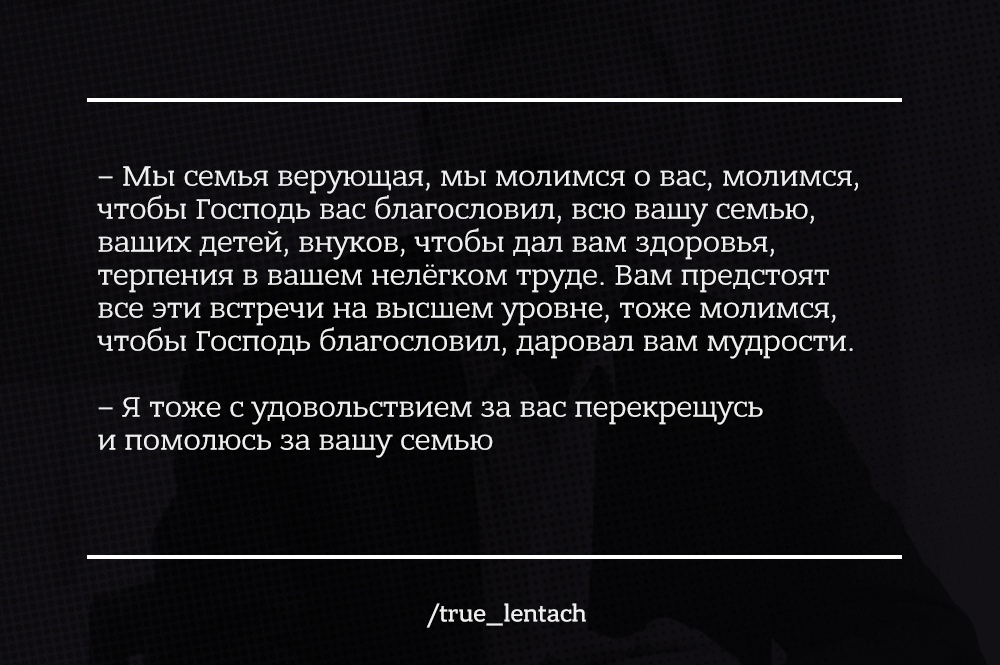 – Мы семья верующая, мы молимся о вас, молимся,
чтобы Господь вас благословил, всю вашу семью,
ваших детей, внуков, чтобы дал вам здоровья,
терпения в вашем нелёгком труде. Вам предстоят
все эти встречи на высшем уровне, тоже молимся,
чтобы Господь благословил, даровал вам мудрости.
– Я тоже с удовольствием за вас перекрещусь
и помолюсь за вашу семью
/true_lentach